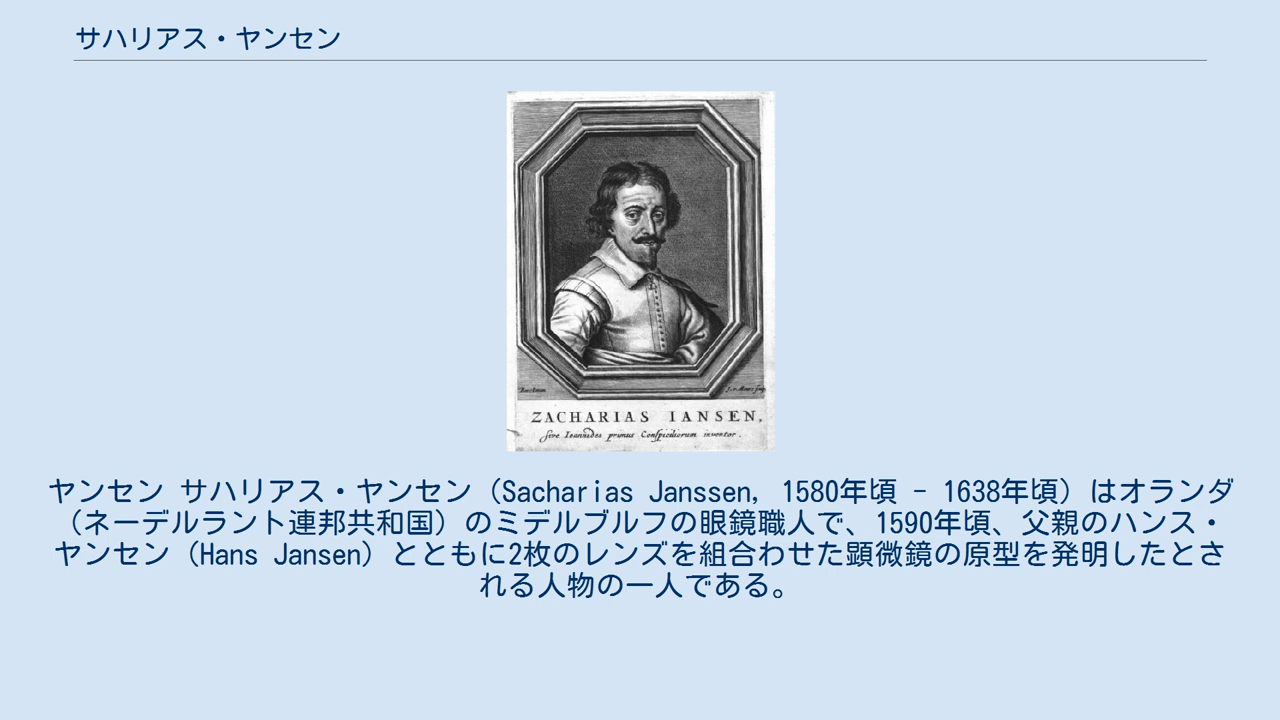 サハリアス・ヤンセン
Z A C H A R I A S   I A N S E N,
sive Ioannides primus Conspiciliorum inventor.
ヤンセン サハリアス・ヤンセン（Sacharias Janssen, 1580年頃 - 1638年頃）はオランダ
（ネーデルラント連邦共和国）のミデルブルフの眼鏡職人で、1590年頃、父親のハンス・
ヤンセン（Hans Jansen）とともに2枚のレンズを組合わせた顕微鏡の原型を発明したとさ
れる人物の一人である。